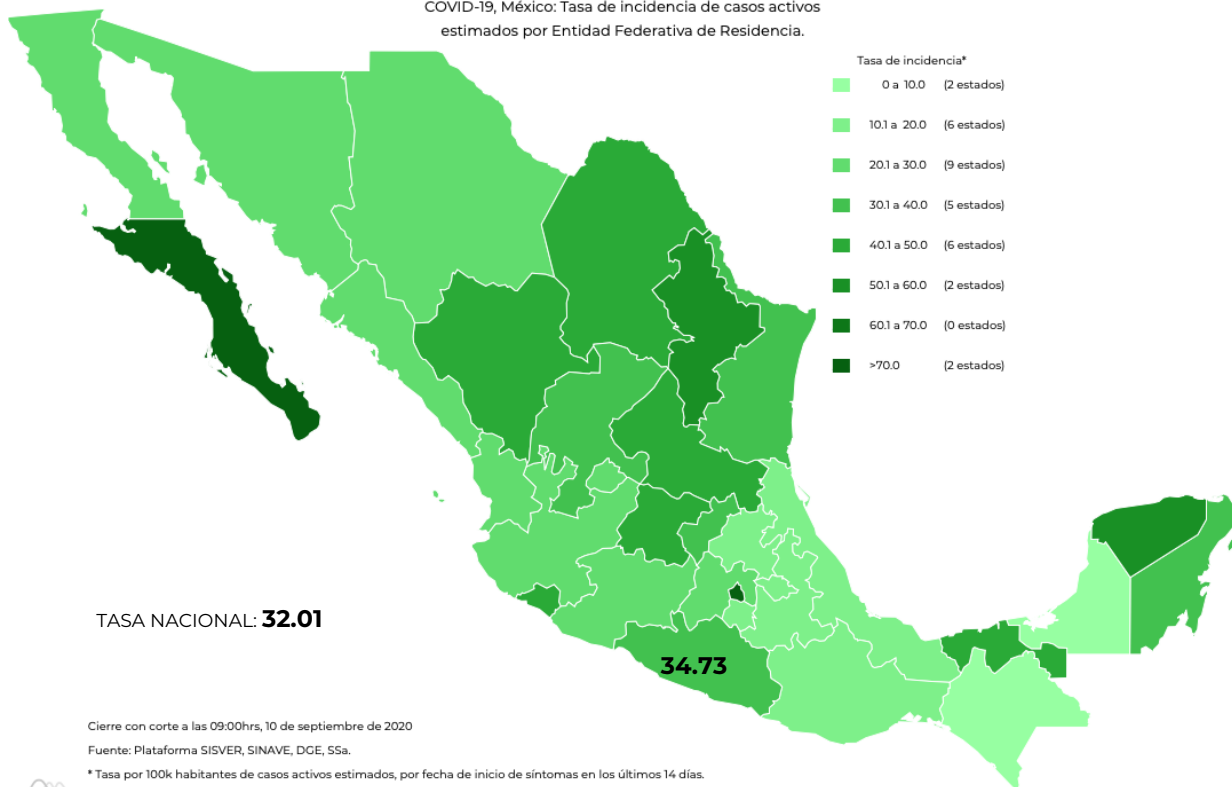 COVID-19, México: Tasa de incidencia de casos activos
estimados por Entidad Federativa de Residencia.
Tasa de incidencia*
0 a 10.0 (2 estados)
10.1 a 20.0 (6 estados)
20.1 a 30.0 (9 estados)
30.1 a 40.0 (5 estados)
40.1 a 50.0 (6 estados)
50.1 a 60.0 (2 estados)
60.1 a 70.0 (0 estados)
>70.0 (2 estados)
TASA NACIONAL: 32.01
34.73
Cierre con corte a las 09:00hrs, 10 de septiembre de 2020
Fuente: Plataforma SISVER, SINAVE, DGE, SSa.
* Tasa por 100k habitantes de casos activos estimados, por fecha de inicio de síntomas en los últimos 14 días.